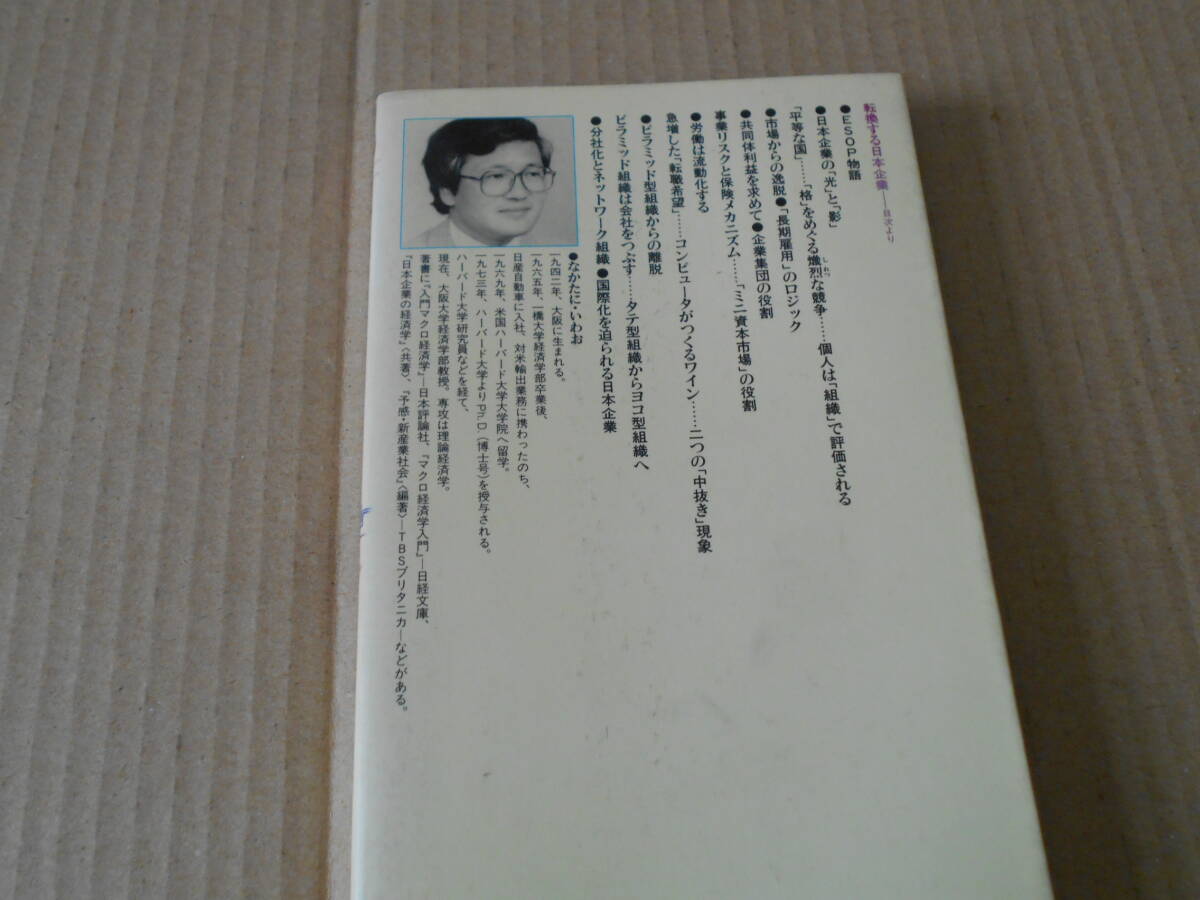 転換する日本企業——目次より
●ESOP物語
●日本企業の「光」と「影」
「平等な国」……「格」をめぐる熾烈な競争……個人は「組織」で評価される
しれつ
●市場からの逸脱●「長期雇用」のロジック
●共同体利益を求めて●企業集団の役割
事業リスクと保険メカニズム……「ミニ資本市場」の役割
●労働は流動化する
急増した「転職希望」……コンピュータがつくるワイン……二つの「中抜き」現象
●ピラミッド型組織からの離脱
ピラミッド組織は会社をつぶす……タテ型組織からヨコ型組織へ
●分社化とネットワーク組織●国際化を迫られる日本企業
●なかたに・いわお
一九四二年、大阪に生まれる。
一九六五年、一橋大学経済学部卒業後、
日産自動車に入社、対米輸出業務に携わったのち、
一九六九年、米国ハーバード大学大学院へ留学。
一九七三年、ハーバード大学よりPh.D.（博士号）を授与される。
ハーバード大学研究員などを経て、
現在、大阪大学経済学部教授。専攻は理論経済学。
著書に『入門マクロ経済学』—日本評論社、『マクロ経済学入門』—日経文庫、
『日本企業の経済学』〈共著〉、『予感・新産業社会』〈編著〉—TBSブリタニカ—などがある。